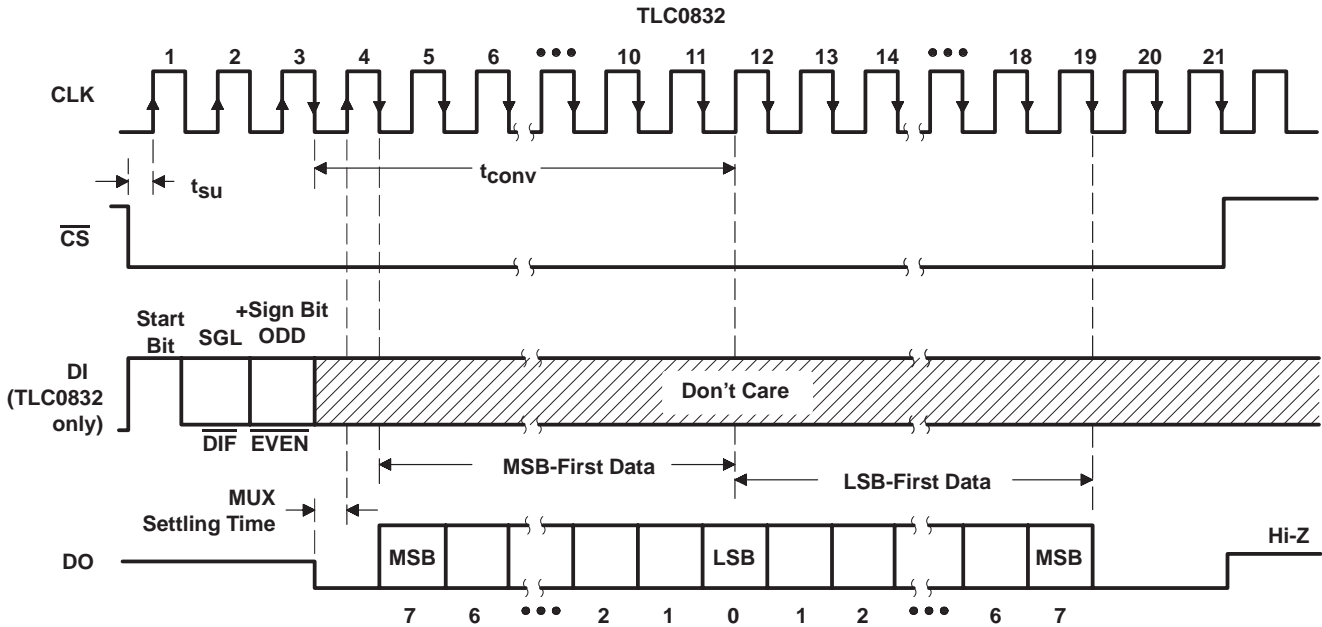 TLC0832
1 2 3 4 5 6 ••• 10 11 12 13 14 ••• 18 19 20 21
CLK
tconv
tsu
CS
+Sign Bit
Start Bit
SGL
ODD
DI
(TLC0832
only)
Don't Care
DIF
EVEN
MSB-First Data
LSB-First Data
MUX
Settling Time
Hi-Z
DO
MSB
LSB
MSB
7 6 ••• 2 1 0 1 2 ••• 6 7